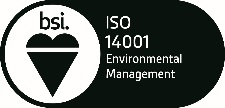 bsi.
ISO
14001
Environmental
Management